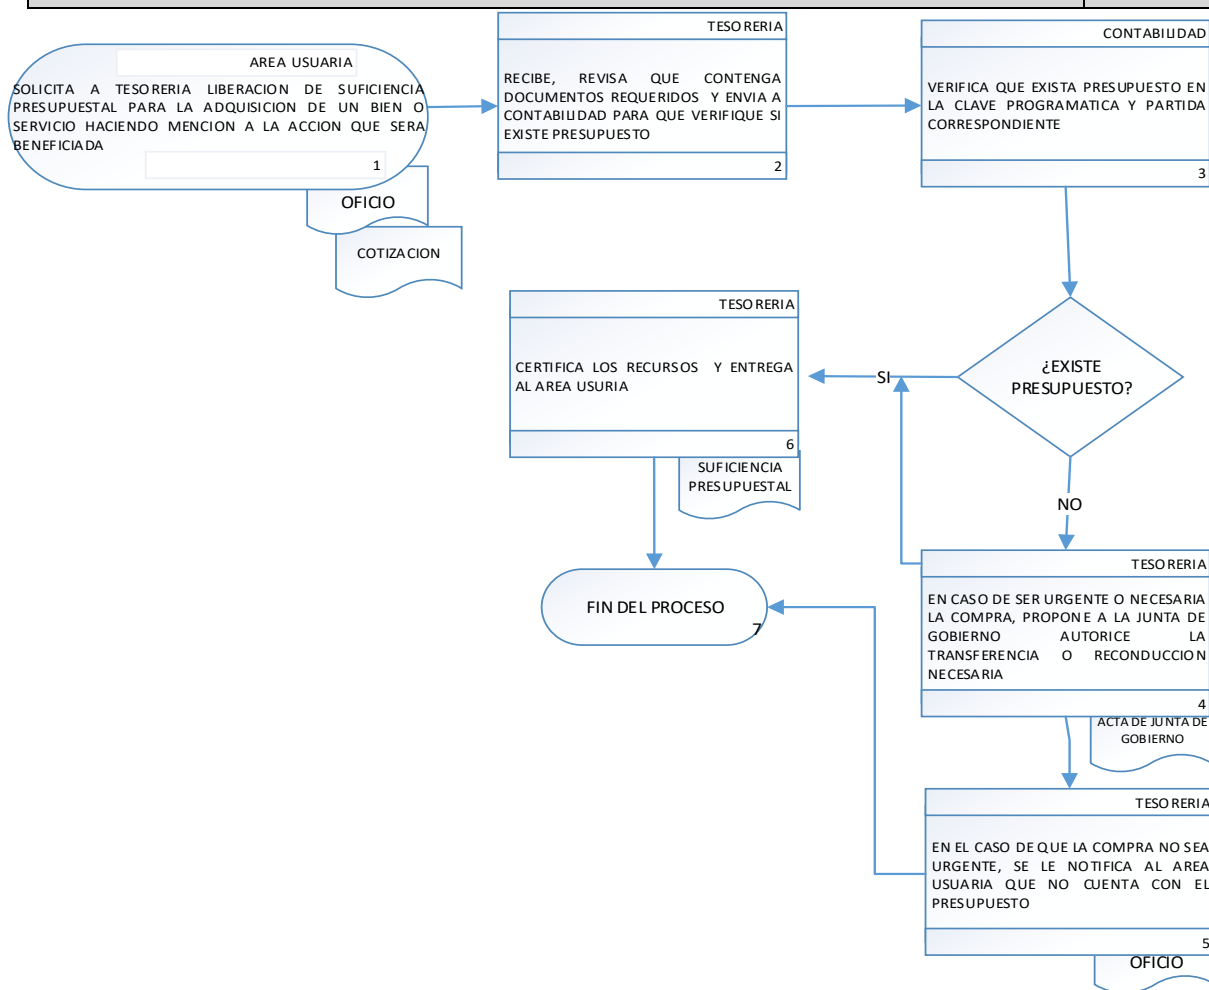 AREA USUARIA
SOLICITA A TESORERIA LIBERACION DE SUFICIENCIA
PRESUPUESTAL PARA LA ADQUISICION DE UN BIEN O
SERVICIO HACIENDO MENCION A LA ACCION QUE SERA
BENEFICIADA
1
OFICIO
COTIZACION
TESORERIA
RECIBE, REVISA QUE CONTENGA
DOCUMENTOS REQUERIDOS Y ENVIA A
CONTABILIDAD PARA QUE VERIFIQUE SI
EXISTE PRESUPUESTO
2
CONTABILIDAD
VERIFICA QUE EXISTA PRESUPUESTO EN
LA CLAVE PROGRAMATICA Y PARTIDA
CORRESPONDIENTE
3
¿EXISTE
PRESUPUESTO?
SI
NO
TESORERIA
CERTIFICA LOS RECURSOS Y ENTREGA
AL AREA USURIA
6
SUFICIENCIA
PRESUPUESTAL
FIN DEL PROCESO
7
TESORERIA
EN CASO DE SER URGENTE O NECESARIA
LA COMPRA, PROPONE A LA JUNTA DE
GOBIERNO AUTORICE LA
TRANSFERENCIA O RECONDUCCION
NECESARIA
4
ACTA DE JUNTA DE
GOBIERNO
TESORERIA
EN EL CASO DE QUE LA COMPRA NO SEA
URGENTE, SE LE NOTIFICA AL AREA
USUARIA QUE NO CUENTA CON EL
PRESUPUESTO
5
OFICIO